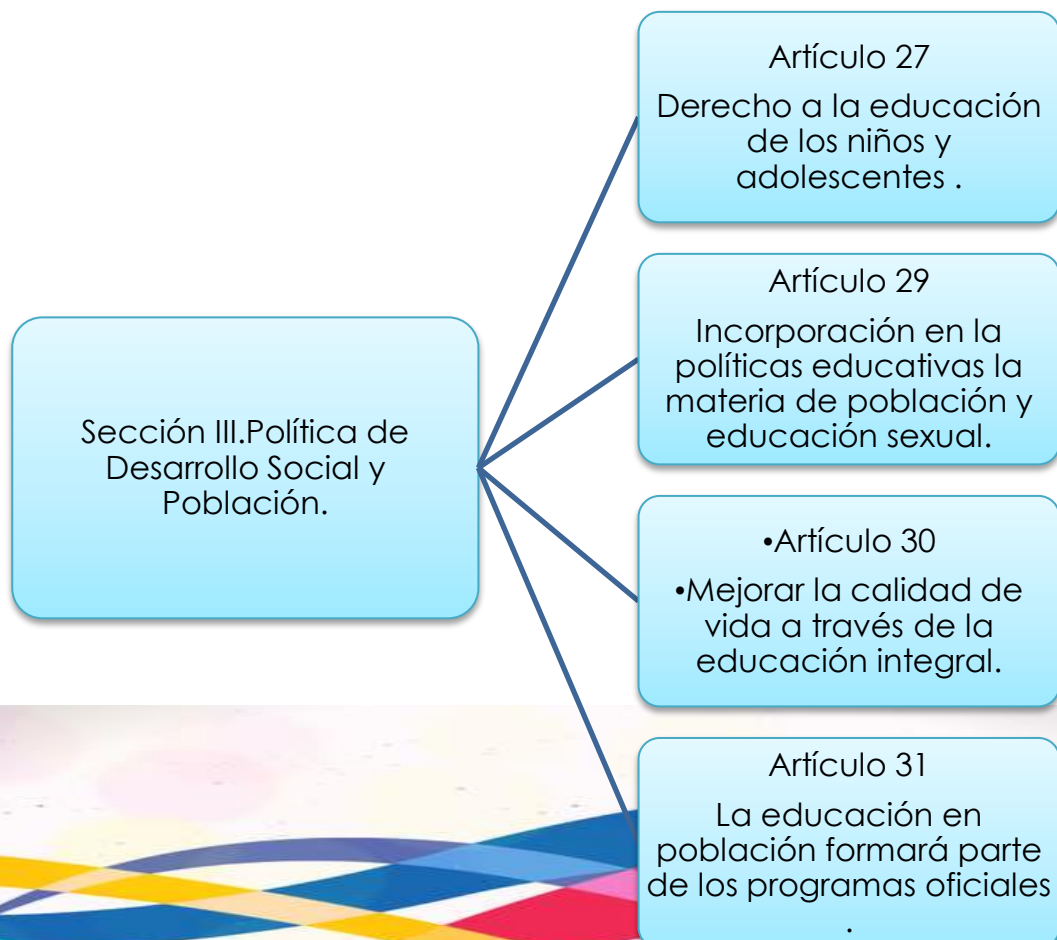 Sección III.Política de
Desarrollo Social y
Población.
Artículo 27
Derecho a la educación
de los niños y
adolescentes .
Artículo 29
Incorporación en la
políticas educativas la
materia de población y
educación sexual.
•Artículo 30
•Mejorar la calidad de
vida a través de la
educación integral.
Artículo 31
La educación en
población formará parte
de los programas oficiales
.